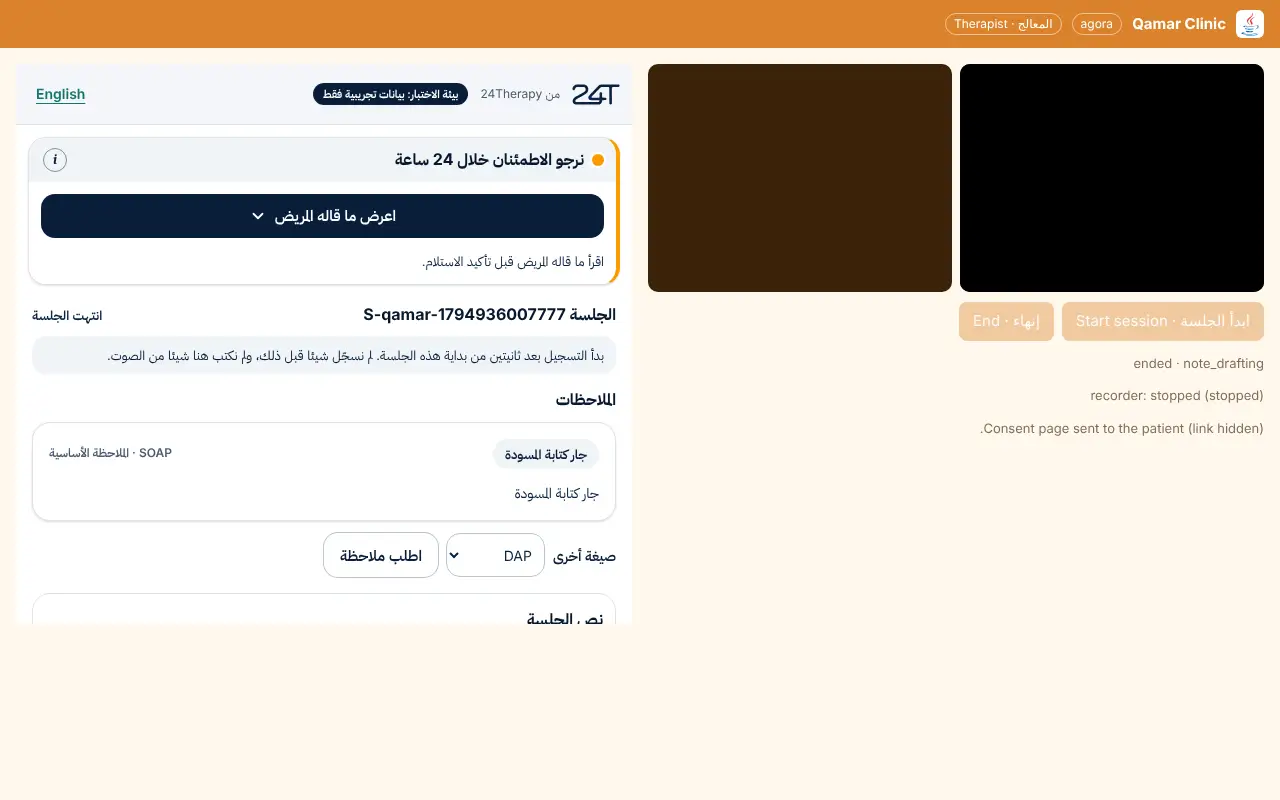 Qamar Clinic
agora
Therapist · المعالج
24T
من 24Therapy
بيئة الاختبار: بيانات تجريبية فقط
English
نرجو الاطمئنان خلال 24 ساعة
i
اعرض ما قاله المريض
اقرأ ما قاله المريض قبل تأكيد الاستلام.
الجلسة S-qamar-1794936007777
انتهت الجلسة
بدأ التسجيل بعد ثانيتين من بداية هذه الجلسة. لم نسجّل شيئا قبل ذلك، ولم نكتب هنا شيئا من الصوت.
الملاحظات
جار كتابة المسودة
SOAP · الملاحظة الأساسية
جار كتابة المسودة
صيغة أخرى
DAP
اطلب ملاحظة
نص الجلسة
ابدأ الجلسة · Start session
إنهاء · End
ended · note_drafting
recorder: stopped (stopped)
Consent page sent to the patient (link hidden).